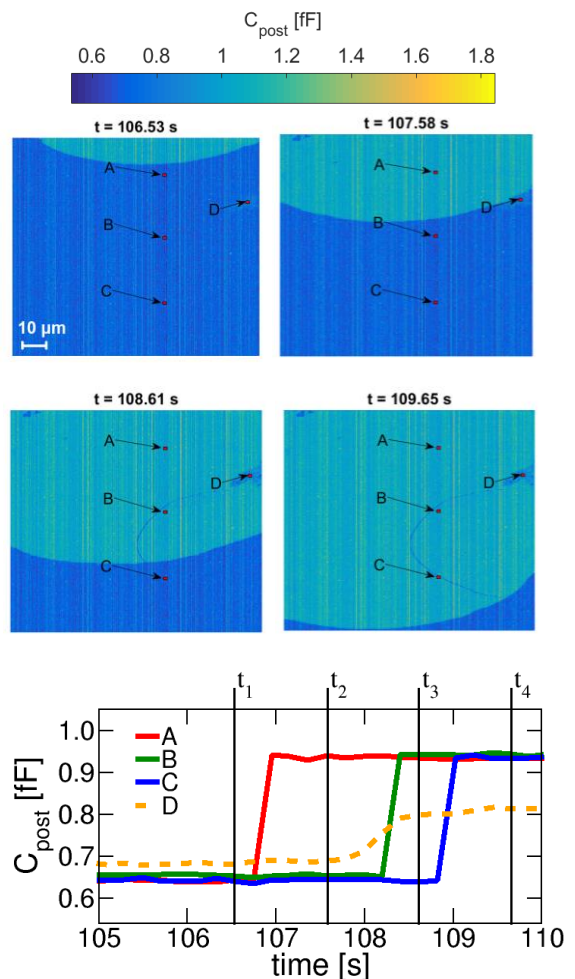 C_post [fF]
0.6 0.8 1 1.2 1.4 1.6 1.8
t = 106.53 s t = 107.58 s
A A
D D
B B
C C
10 µm
t = 108.61 s t = 109.65 s
A A
D D
B B
C C
t_1 t_2 t_3 t_4
1.0
0.9
0.8
0.7
0.6
C_post [fF]
A
B
C
D
105 106 107 108 109 110
time [s]